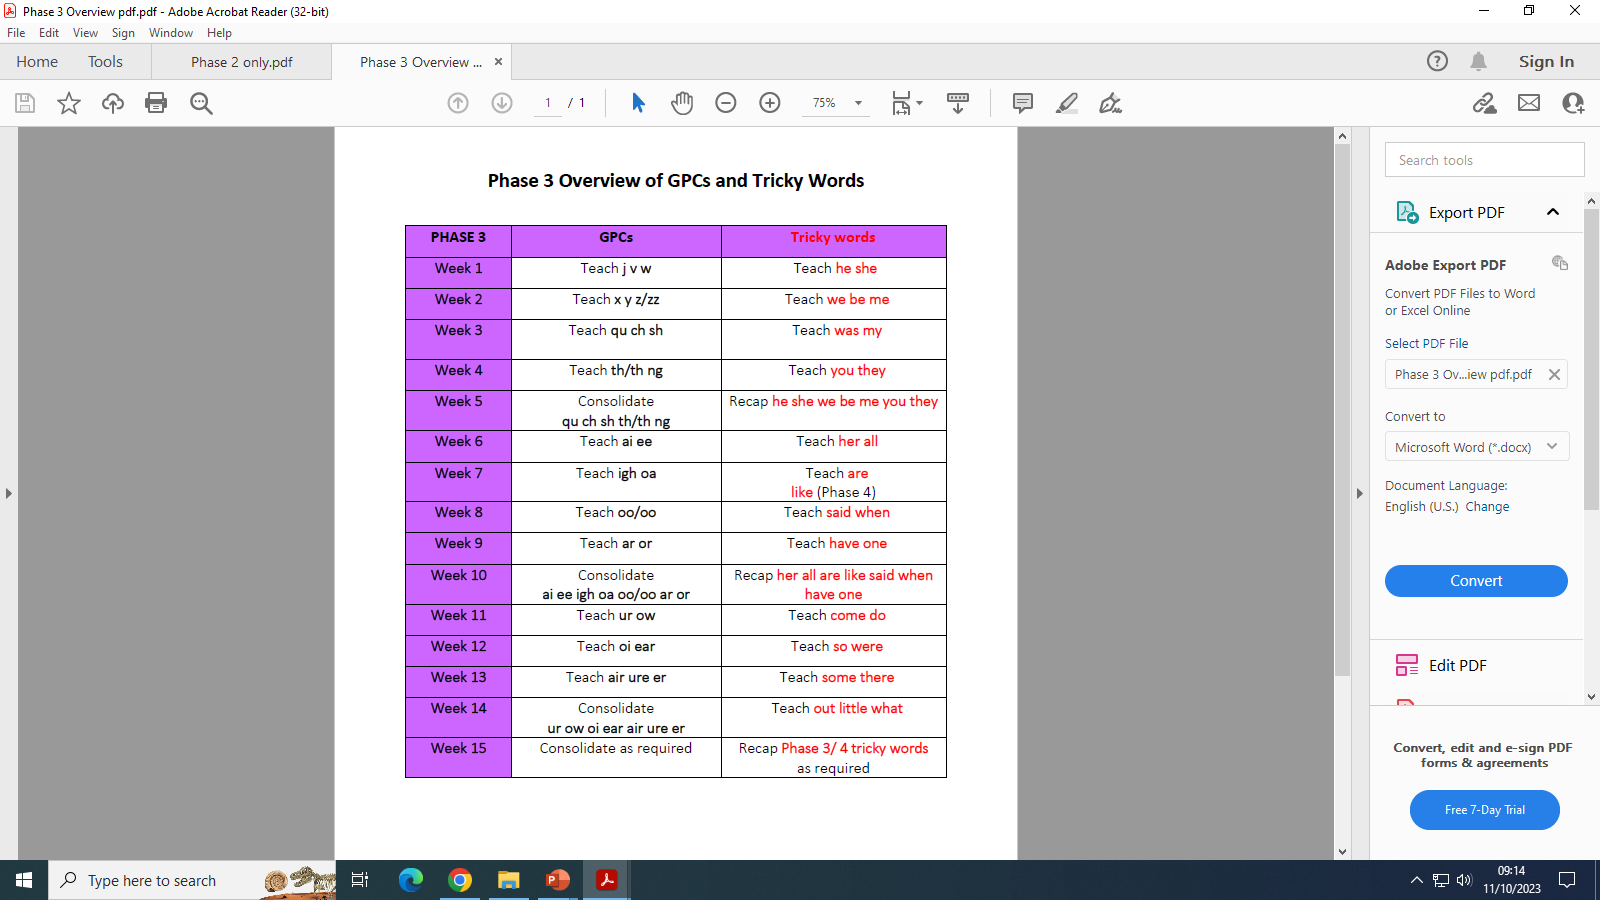 Phase 3 Overview pdf.pdf - Adobe Acrobat Reader (32-bit)
File Edit View Sign Window Help
Home Tools Phase 2 only.pdf Phase 3 Overview ... × Sign In
1 / 1 75%
Phase 3 Overview of GPCs and Tricky Words
PHASE 3 GPCs Tricky words
Week 1 Teach j v w Teach he she
Week 2 Teach x y z/zz Teach we be me
Week 3 Teach qu ch sh Teach was my
Week 4 Teach th/th ng Teach you they
Week 5 Consolidate Recap he she we be me you they
qu ch sh th/th ng
Week 6 Teach ai ee Teach her all
Week 7 Teach igh oa Teach are
like (Phase 4)
Week 8 Teach oo/oo Teach said when
Week 9 Teach ar or Teach have one
Week 10 Consolidate Recap her all are like said when
ai ee igh oa oo/oo ar or have one
Week 11 Teach ur ow Teach come do
Week 12 Teach oi ear Teach so were
Week 13 Teach air ure er Teach some there
Week 14 Consolidate Teach out little what
ur ow oi ear air ure er
Week 15 Consolidate as required Recap Phase 3/ 4 tricky words
as required
Search tools
Export PDF
Adobe Export PDF
Convert PDF Files to Word
or Excel Online
Select PDF File
Phase 3 Ov...iew pdf.pdf
Convert to
Microsoft Word (*.docx)
Document Language:
English (U.S.) Change
Convert
Edit PDF
Convert, edit and e-sign PDF
forms & agreements
Free 7-Day Trial
Type here to search
09:14
11/10/2023